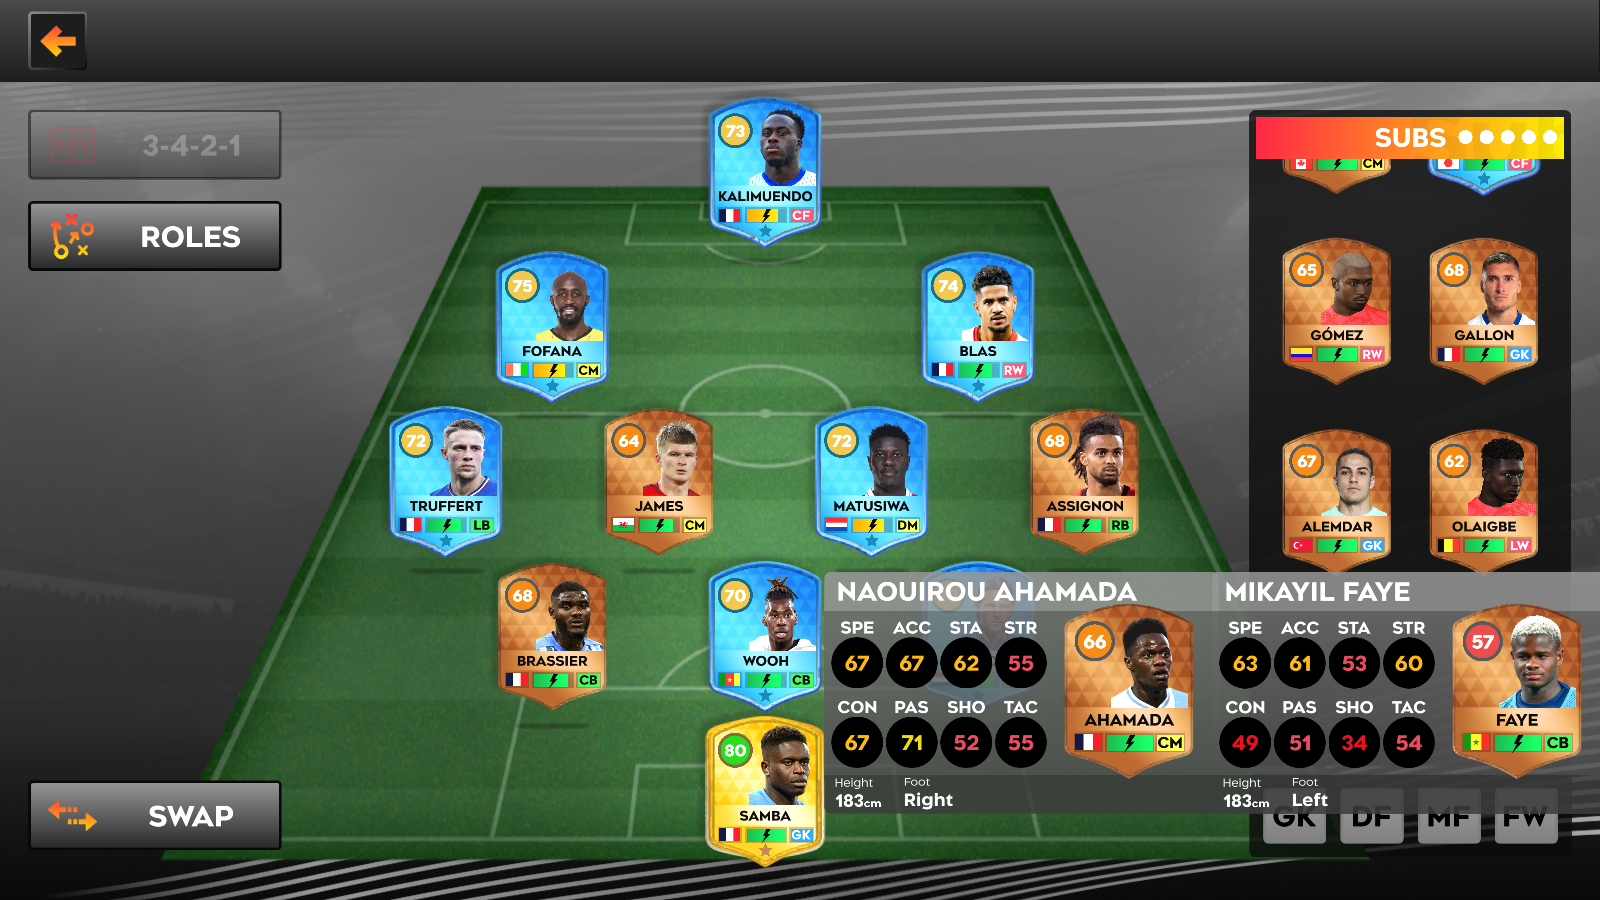 3-4-2-1
ROLES
SWAP
73
KALIMUENDO
CF
75
FOFANA
CM
74
BLAS
RW
72
TRUFFERT
LB
64
JAMES
CM
72
MATUSIWA
DM
68
ASSIGNON
RB
68
BRASSIER
CB
70
WOOH
CB
80
SAMBA
GK
SUBS
CM
CF
65
GÓMEZ
RW
68
GALLON
GK
67
ALEMDAR
GK
62
OLAIGBE
LW
NAOUIROU AHAMADA
SPE ACC STA STR
67 67 62 55
CON PAS SHO TAC
67 71 52 55
Height Foot
183cm Right
66
AHAMADA
CM
MIKAYIL FAYE
SPE ACC STA STR
63 61 53 60
CON PAS SHO TAC
49 51 34 54
Height Foot
183cm Left
57
FAYE
CB
GK DF MF FW